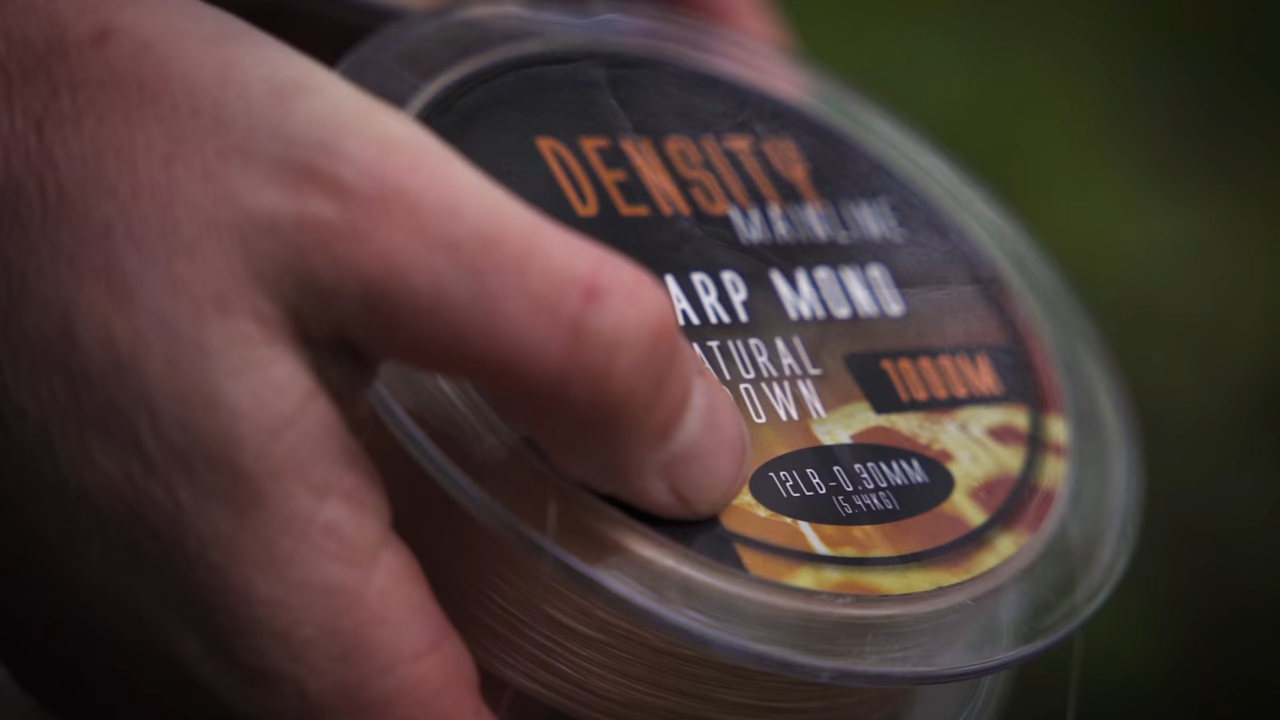 DENSITY
MAINLINE
ARP MONO
ATURAL
OWN
1000M
12LB-0.30MM
(5.44KG)